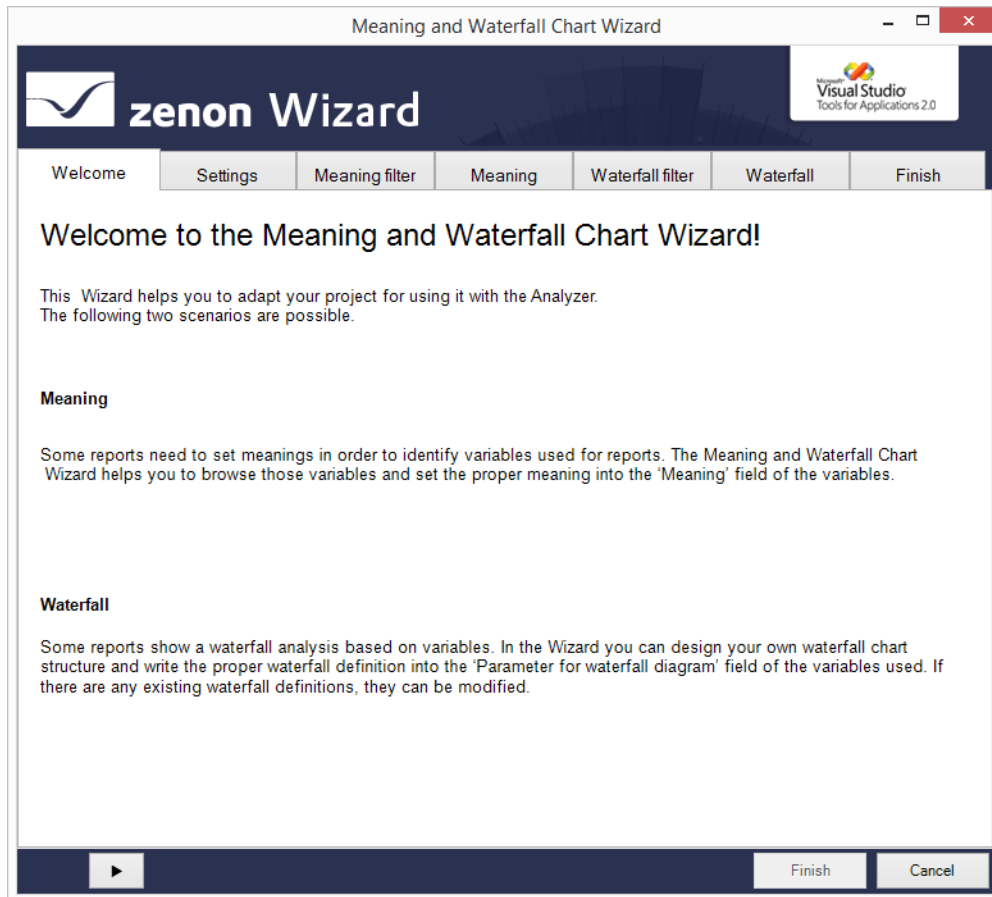 Meaning and Waterfall Chart Wizard
zenon Wizard
Microsoft
Visual Studio
Tools for Applications 2.0
Welcome Settings Meaning filter Meaning Waterfall filter Waterfall Finish
Welcome to the Meaning and Waterfall Chart Wizard!
This  Wizard helps you to adapt your project for using it with the Analyzer.
The following two scenarios are possible.
Meaning
Some reports need to set meanings in order to identify variables used for reports. The Meaning and Waterfall Chart
Wizard helps you to browse those variables and set the proper meaning into the ‘Meaning’ field of the variables.
Waterfall
Some reports show a waterfall analysis based on variables. In the Wizard you can design your own waterfall chart
structure and write the proper waterfall definition into the ‘Parameter for waterfall diagram’ field of the variables used. If
there are any existing waterfall definitions, they can be modified.
Finish Cancel